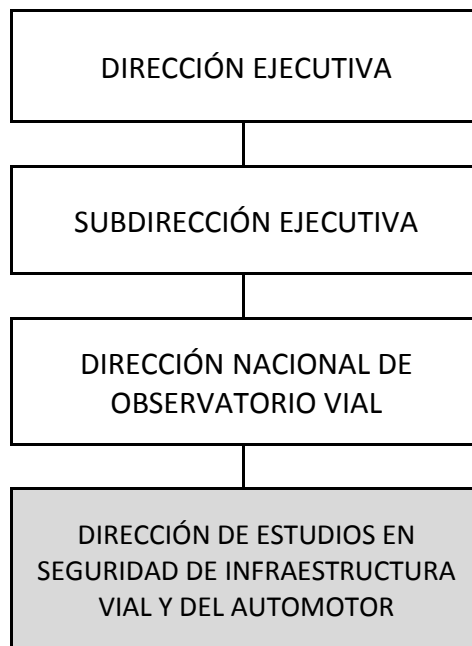 DIRECCIÓN EJECUTIVA
SUBDIRECCIÓN EJECUTIVA
DIRECCIÓN NACIONAL DE
OBSERVATORIO VIAL
DIRECCIÓN DE ESTUDIOS EN
SEGURIDAD DE INFRAESTRUCTURA
VIAL Y DEL AUTOMOTOR